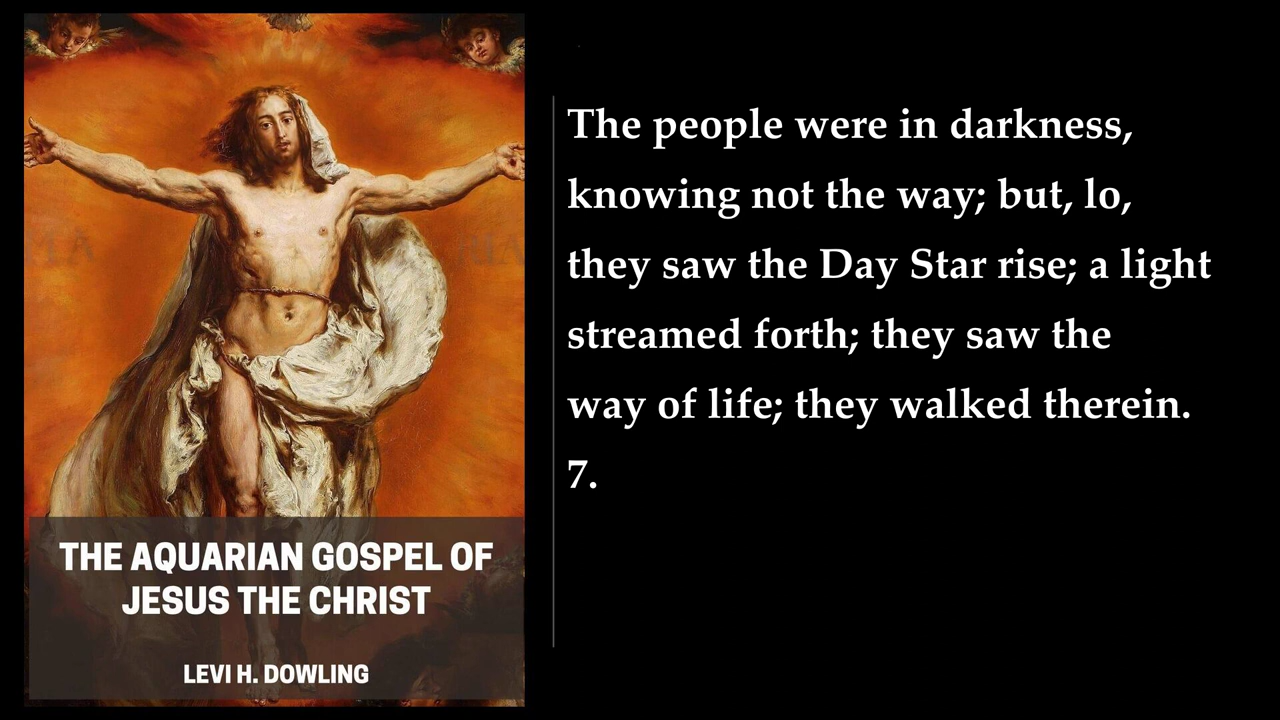 THE AQUARIAN GOSPEL OF
JESUS THE CHRIST
LEVI H. DOWLING
The people were in darkness,
knowing not the way; but, lo,
they saw the Day Star rise; a light
streamed forth; they saw the
way of life; they walked therein.
7.